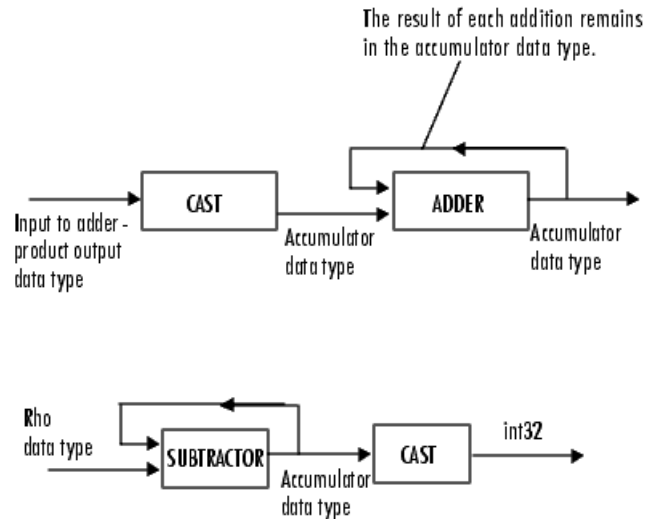 The result of each addition remains
in the accumulator data type.
CAST
ADDER
Input to adder -
product output
data type
Accumulator
data type
Accumulator
data type
Rho
data type
SUBTRACTOR
Accumulator
data type
CAST
int32